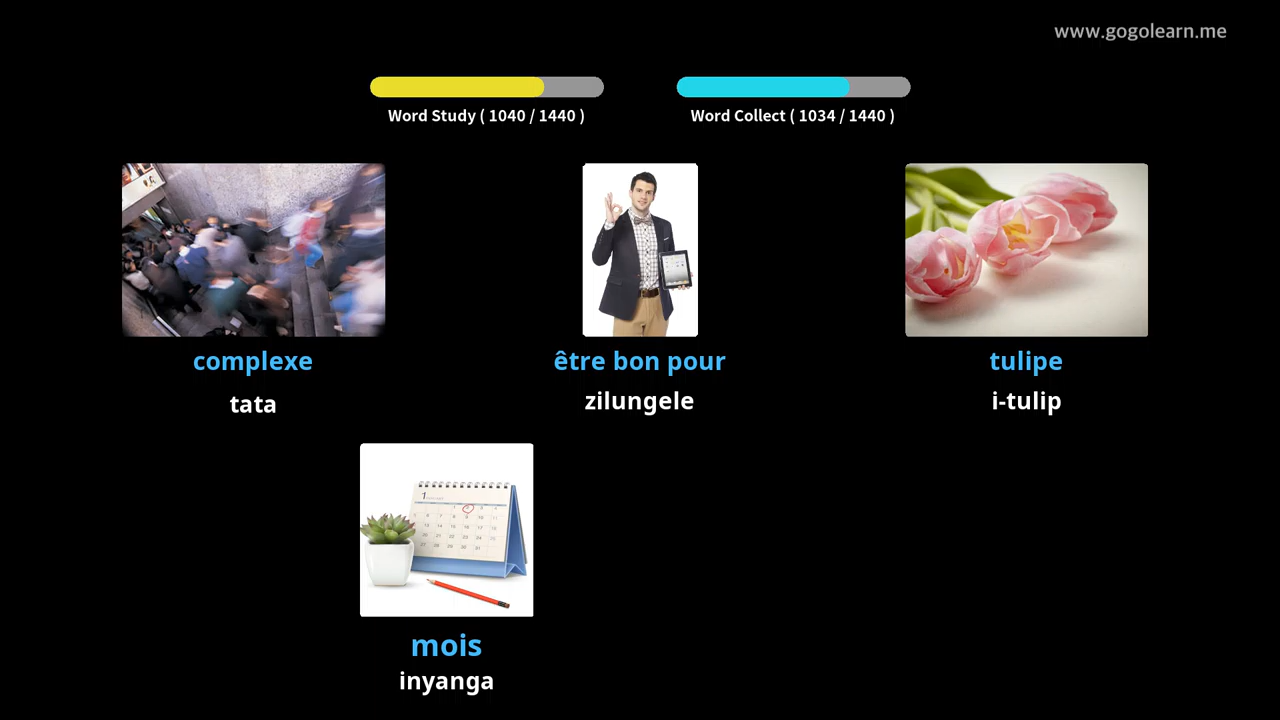 www.gogolearn.me
Word Study ( 1040 / 1440 )
Word Collect ( 1034 / 1440 )
complexe
être bon pour
tulipe
tata
zilungele
i-tulip
mois
inyanga